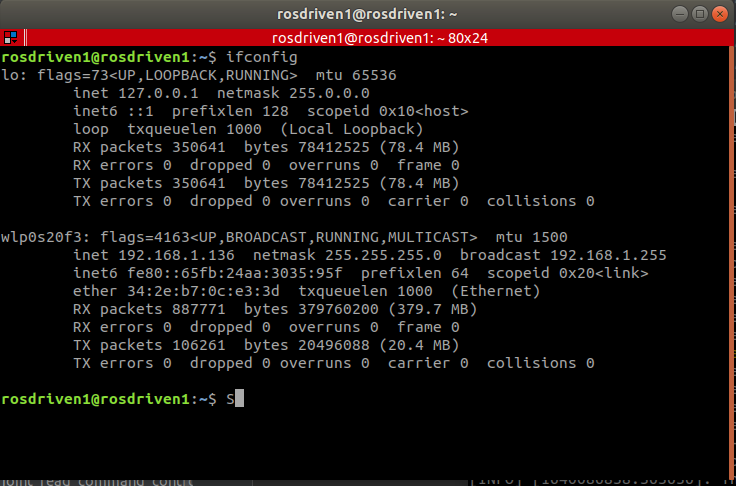 rosdriven1@rosdriven1: ~
rosdriven1@rosdriven1: ~ 80x24
rosdriven1@rosdriven1:~$ ifconfig
lo: flags=73<UP,LOOPBACK,RUNNING>  mtu 65536
        inet 127.0.0.1  netmask 255.0.0.0
        inet6 ::1  prefixlen 128  scopeid 0x10<host>
        loop  txqueuelen 1000  (Local Loopback)
        RX packets 350641  bytes 78412525 (78.4 MB)
        RX errors 0  dropped 0  overruns 0  frame 0
        TX packets 350641  bytes 78412525 (78.4 MB)
        TX errors 0  dropped 0 overruns 0  carrier 0  collisions 0
wlp0s20f3: flags=4163<UP,BROADCAST,RUNNING,MULTICAST>  mtu 1500
        inet 192.168.1.136  netmask 255.255.255.0  broadcast 192.168.1.255
        inet6 fe80::65fb:24aa:3035:95f  prefixlen 64  scopeid 0x20<link>
        ether 34:2e:b7:0c:e3:3d  txqueuelen 1000  (Ethernet)
        RX packets 887771  bytes 379760200 (379.7 MB)
        RX errors 0  dropped 0  overruns 0  frame 0
        TX packets 106261  bytes 20496088 (20.4 MB)
        TX errors 0  dropped 0 overruns 0  carrier 0  collisions 0
rosdriven1@rosdriven1:~$ S